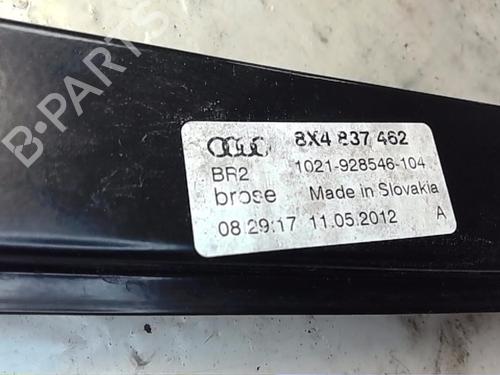 B-PARTS
8X4 837 462
BR2 1021-928546-104
brose Made in Slovakia
08:29:17 11.05.2012 A